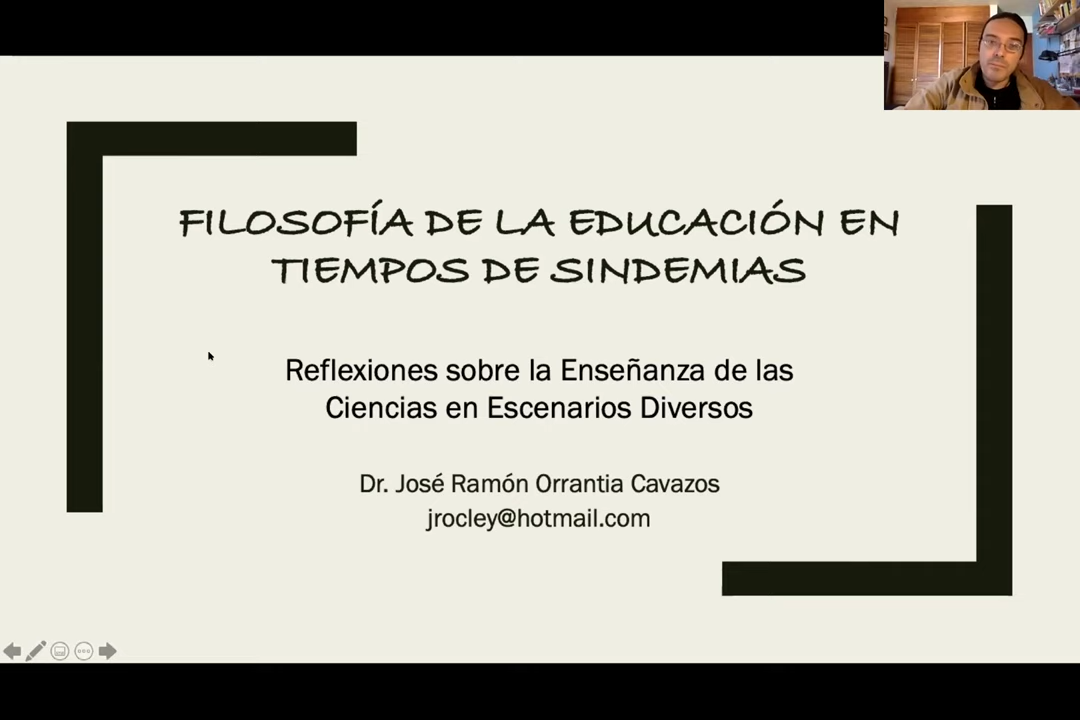 FILOSOFÍA DE LA EDUCACIÓN EN
TIEMPOS DE SINDEMIAS
Reflexiones sobre la Enseñanza de las
Ciencias en Escenarios Diversos
Dr. José Ramón Orrantia Cavazos
jrocley@hotmail.com